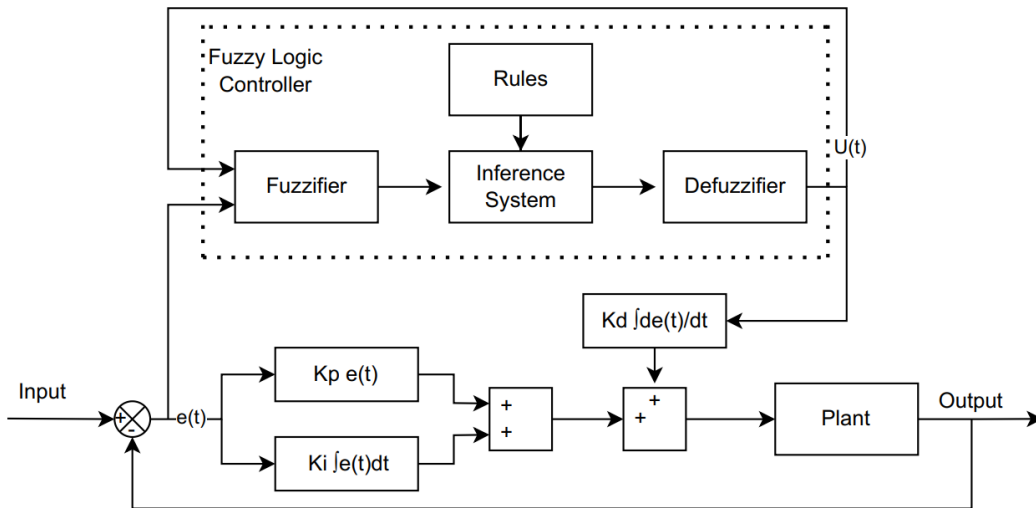 Fuzzy Logic
Controller
Rules
U(t)
Fuzzifier
Inference
System
Defuzzifier
Kd ∫de(t)/dt
Input
Kp e(t)
Output
+
-
e(t)
+
+
+
+
Plant
Ki ∫e(t)dt